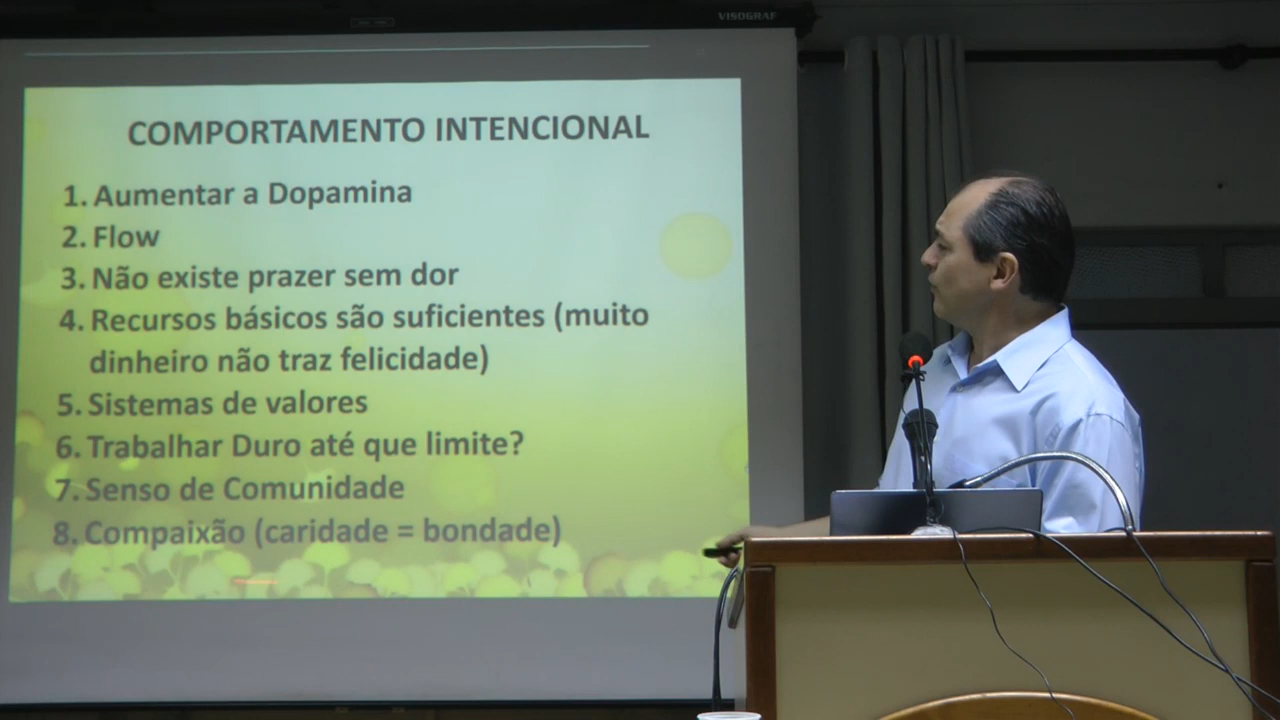 VISOGRAF
COMPORTAMENTO INTENCIONAL
1. Aumentar a Dopamina
2. Flow
3. Não existe prazer sem dor
4. Recursos básicos são suficientes (muito
dinheiro não traz felicidade)
5. Sistemas de valores
6. Trabalhar Duro até que limite?
7. Senso de Comunidade
8. Compaixão (caridade = bondade)